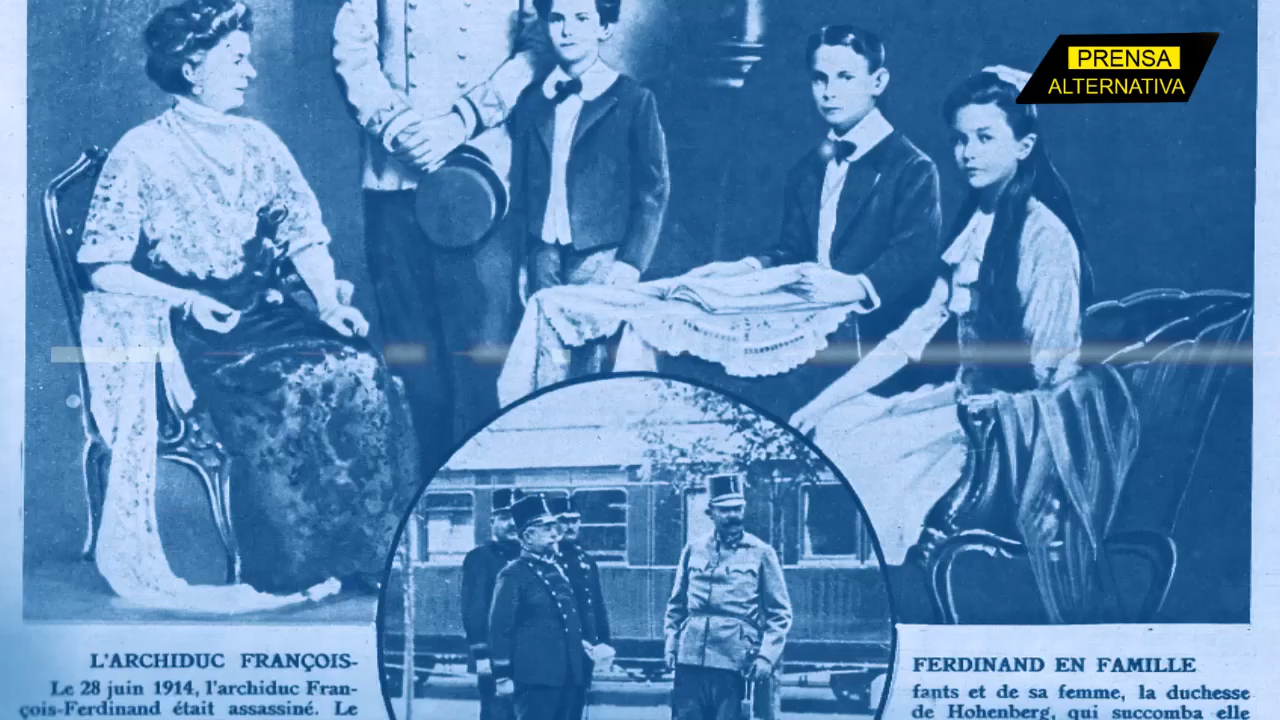 PRENSA
ALTERNATIVA
L'ARCHIDUC FRANÇOIS-
Le 28 juin 1914, l'archiduc Fran-
çois-Ferdinand était assassiné. Le
FERDINAND EN FAMILLE
fants et de sa femme, la duchesse
de Hohenberg, qui succomba elle